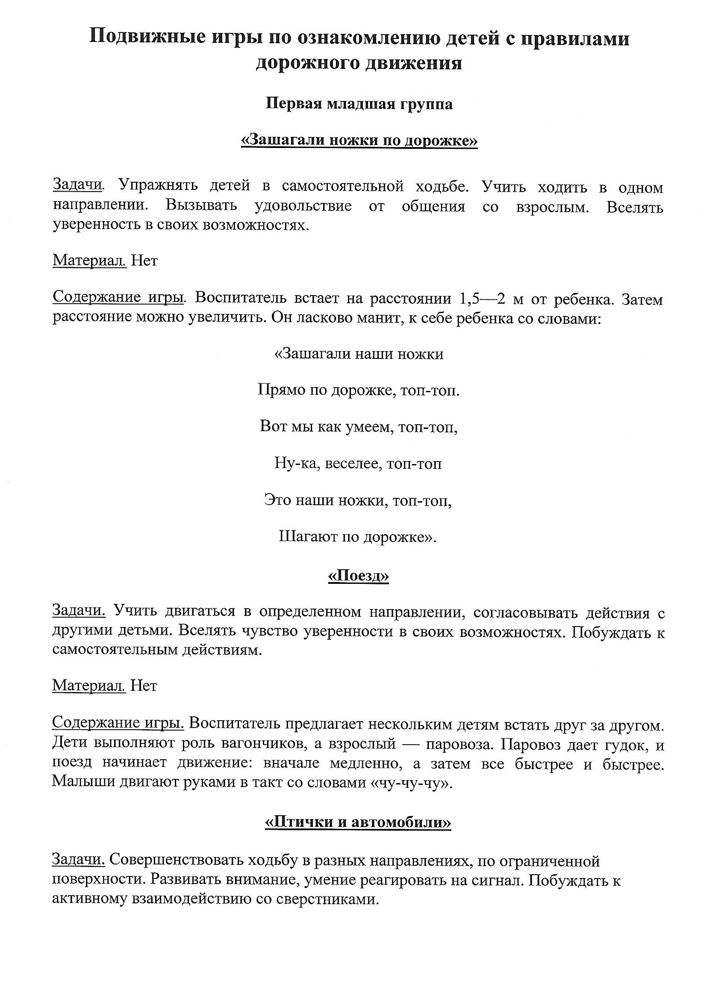 Подвижные игры по ознакомлению детей с правилами
дорожного движения
Первая младшая группа
«Зашагали ножки по дорожке»
Задачи. Упражнять детей в самостоятельной ходьбе. Учить ходить в одном
направлении. Вызывать удовольствие от общения со взрослым. Вселять
уверенность в своих возможностях.
Материал. Нет
Содержание игры. Воспитатель встает на расстоянии 1,5—2 м от ребенка. Затем
расстояние можно увеличить. Он ласково манит, к себе ребенка со словами:
«Зашагали наши ножки
Прямо по дорожке, топ-топ.
Вот мы как умеем, топ-топ,
Ну-ка, веселее, топ-топ
Это наши ножки, топ-топ,
Шагают по дорожке».
«Поезд»
Задачи. Учить двигаться в определенном направлении, согласовывать действия с
другими детьми. Вселять чувство уверенности в своих возможностях. Побуждать к
самостоятельным действиям.
Материал. Нет
Содержание игры. Воспитатель предлагает нескольким детям встать друг за другом.
Дети выполняют роль вагончиков, а взрослый — паровоза. Паровоз дает гудок, и
поезд начинает движение: вначале медленно, а затем все быстрее и быстрее.
Малыши двигают руками в такт со словами «чу-чу-чу».
«Птички и автомобили»
Задачи. Совершенствовать ходьбу в разных направлениях, по ограниченной
поверхности. Развивать внимание, умение реагировать на сигнал. Побуждать к
активному взаимодействию со сверстниками.